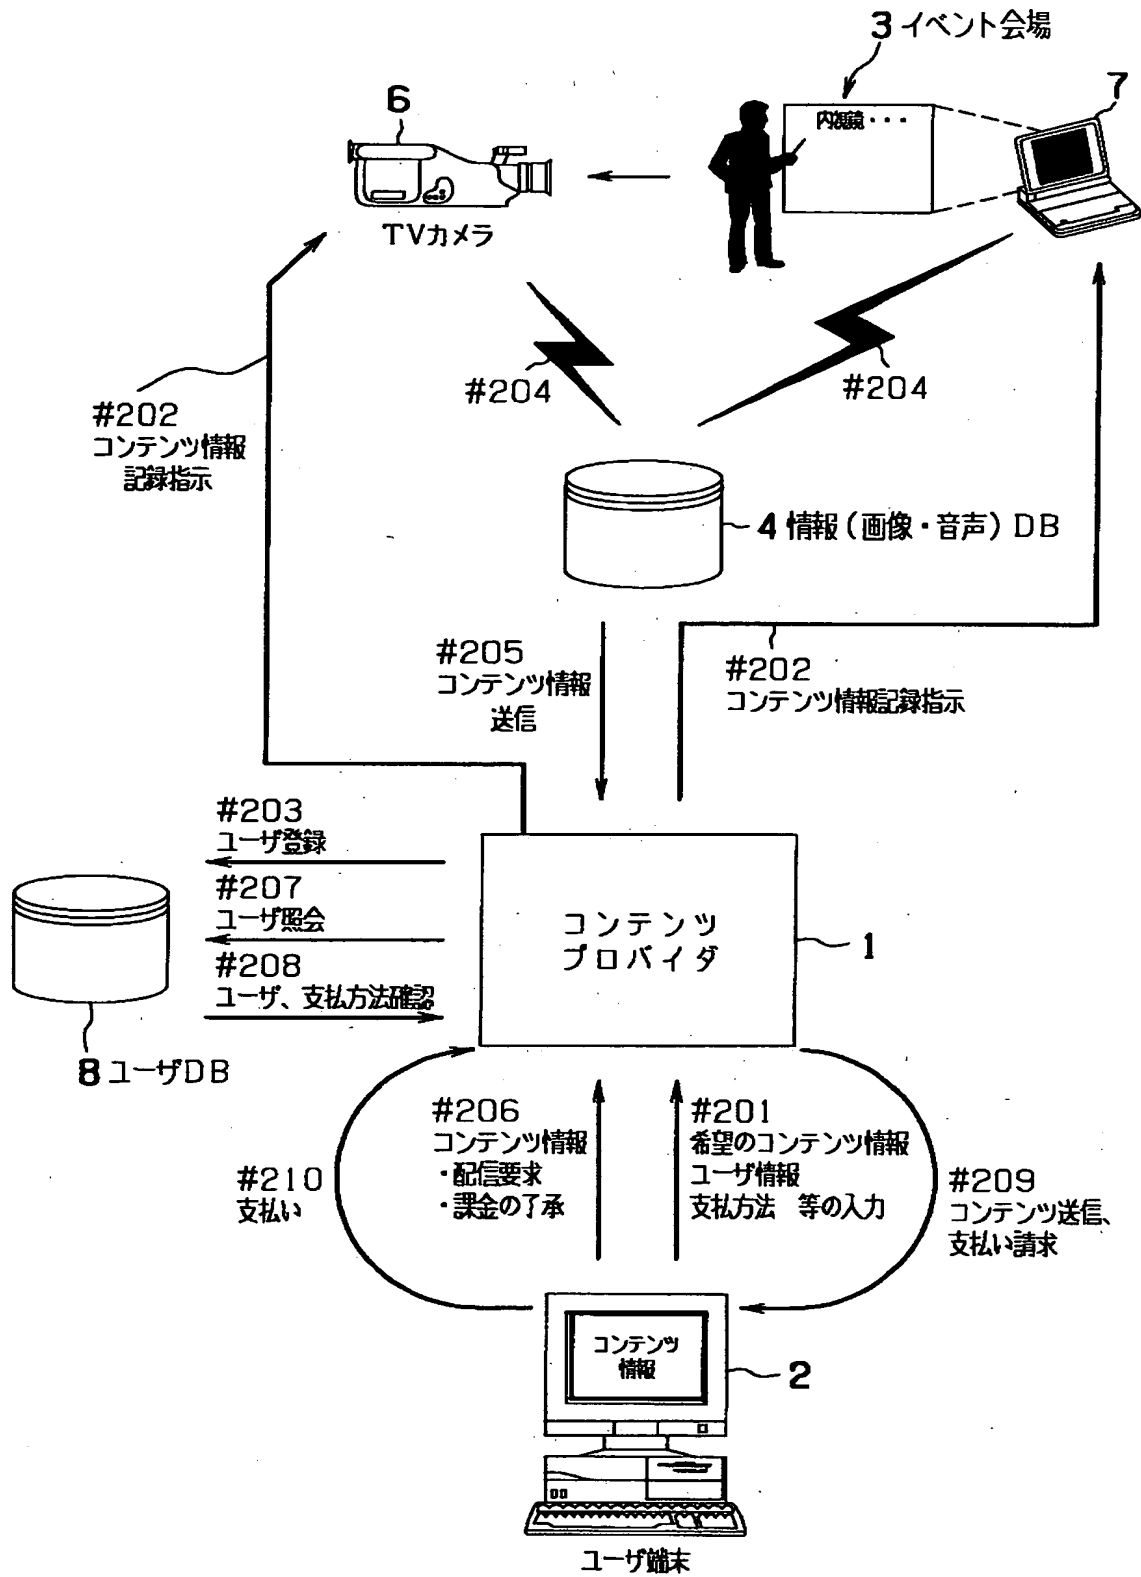 3 イベント会場
6
7
内視鏡・・・
TVカメラ
#204
#204
#202
コンテンツ情報
記録指示
4 情報(画像・音声)DB
#205
コンテンツ情報
送信
#202
コンテンツ情報記録指示
#203
ユーザ登録
#207
ユーザ照会
#208
ユーザ、支払方法確認
コンテンツ
プロバイダ
1
8 ユーザDB
#206
コンテンツ情報
・配信要求
・課金の了承
#201
希望のコンテンツ情報
ユーザ情報
支払方法 等の入力
#210
支払い
#209
コンテンツ送信、
支払い請求
コンテンツ
情報
2
ユーザ端末